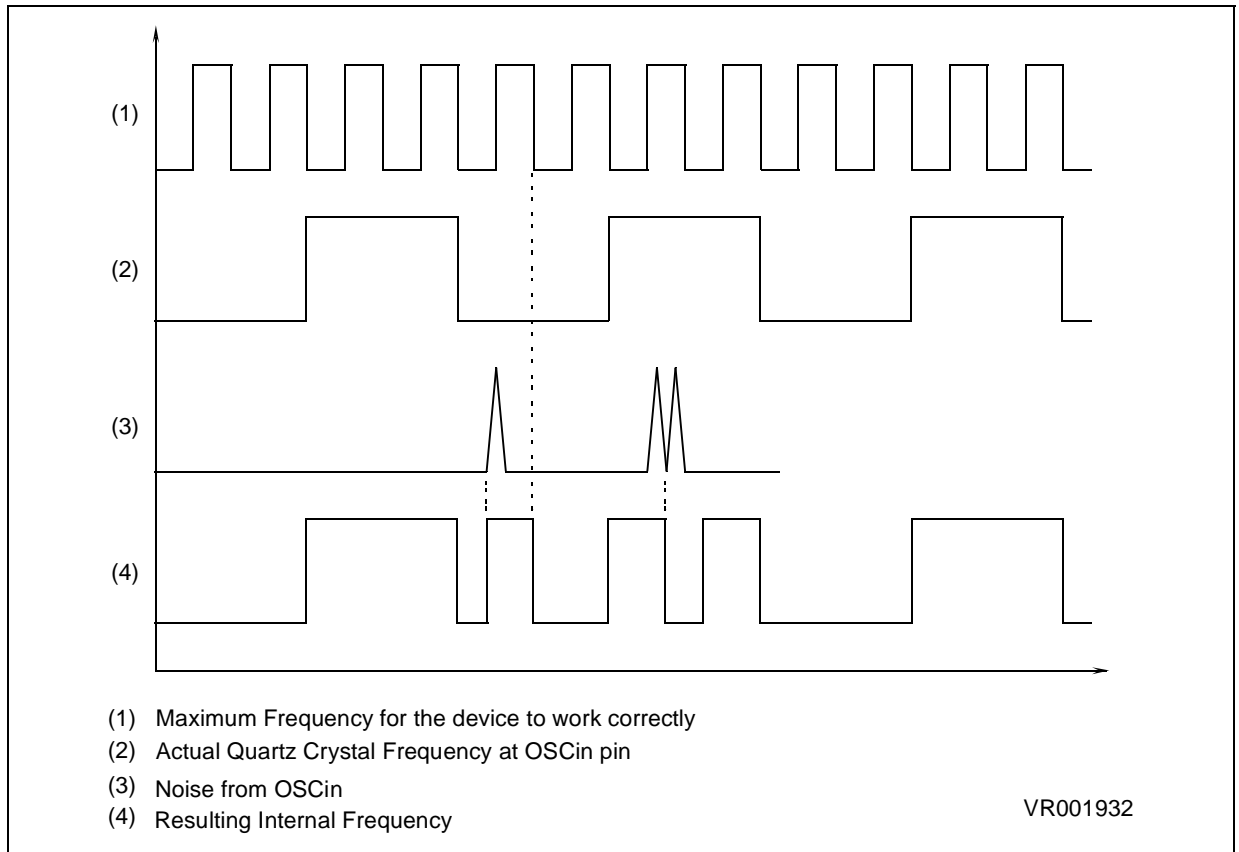 (1)
(2)
(3)
(4)
(1) Maximum Frequency for the device to work correctly
(2) Actual Quartz Crystal Frequency at OSCin pin
(3) Noise from OSCin
(4) Resulting Internal Frequency
VR001932